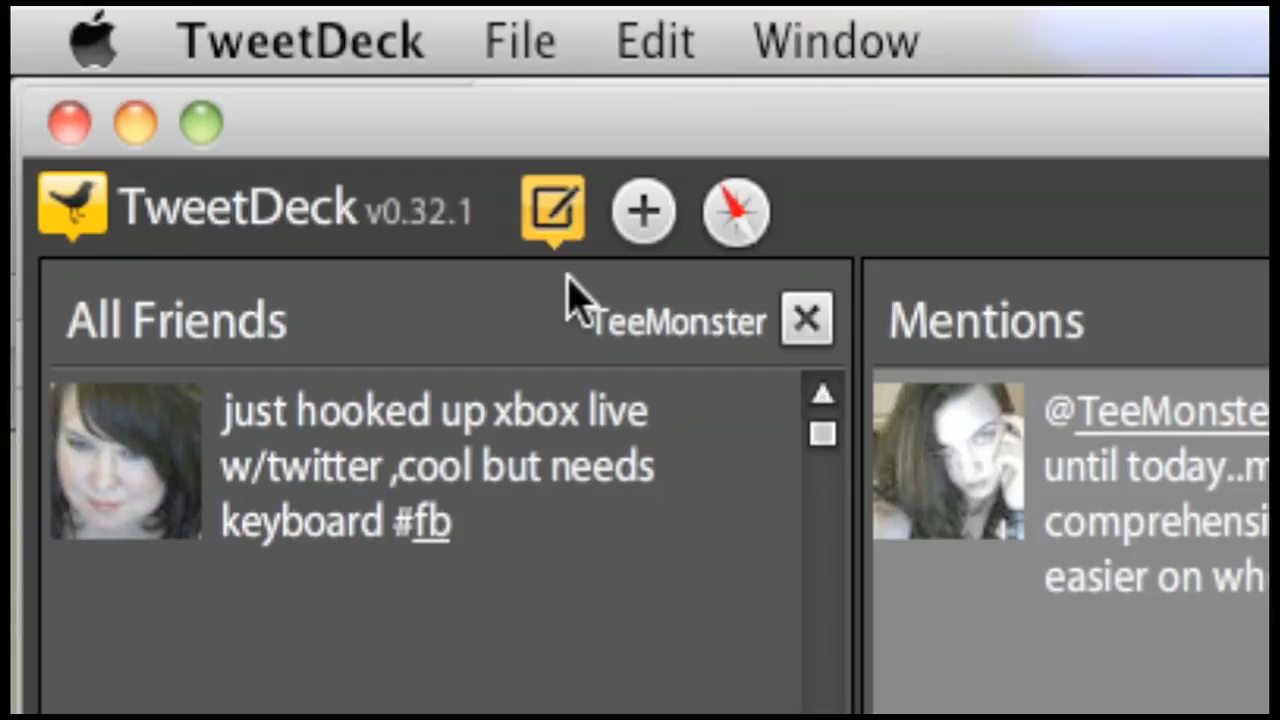 TweetDeck File Edit Window
TweetDeck v0.32.1
All Friends TeeMonster
Mentions
just hooked up xbox live
w/twitter ,cool but needs
keyboard #fb
@TeeMonste
until today..m
comprehensi
easier on wh